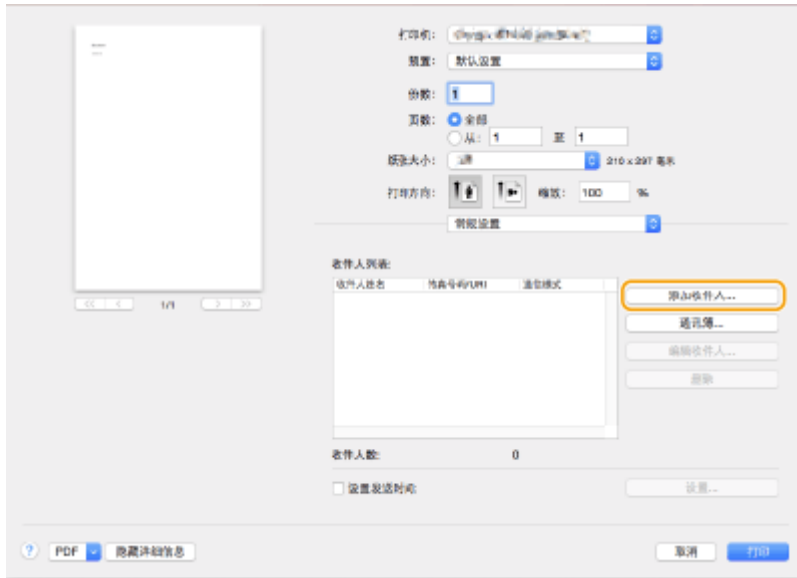 打印机:
预置: 默认设置
份数: 1
页数: 全部
从: 1 至 1
纸张大小: 210 x 297 毫米
打印方向: 缩放: 100 %
常规设置
收件人列表:
收件人姓名 传真号码/URI 通信模式
添加收件人...
通讯簿...
编辑收件人...
删除
1/1
收件人数: 0
设置发送时间 设置...
? PDF 隐藏详细信息 取消 打印